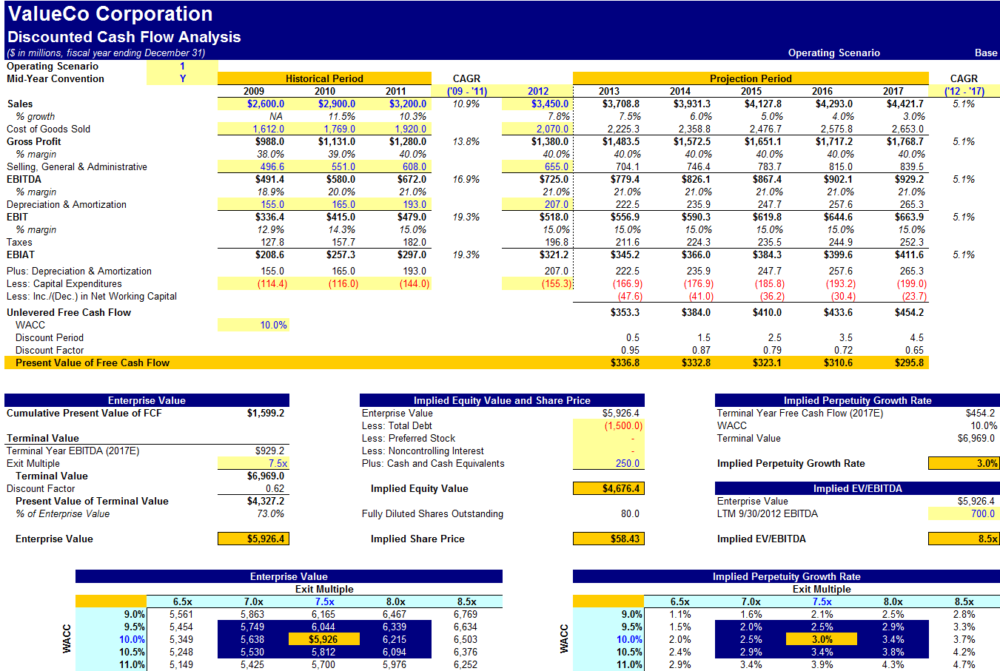 ValueCo Corporation
Discounted Cash Flow Analysis
($ in millions, fiscal year ending December 31) Operating Scenario Base
Operating Scenario 1
Mid-Year Convention Y Historical Period CAGR Projection Period CAGR
2009 2010 2011 ('09 - '11) 2012 2013 2014 2015 2016 2017 ('12 - '17)
Sales $2,600.0 $2,900.0 $3,200.0 10.9% $3,450.0 $3,708.8 $3,931.3 $4,127.8 $4,293.0 $4,421.7 5.1%
% growth NA 11.5% 10.3% 7.8% 7.5% 6.0% 5.0% 4.0% 3.0%
Cost of Goods Sold 1,612.0 1,769.0 1,920.0 2,070.0 2,225.3 2,358.8 2,476.7 2,575.8 2,653.0
Gross Profit $988.0 $1,131.0 $1,280.0 13.8% $1,380.0 $1,483.5 $1,572.5 $1,651.1 $1,717.2 $1,768.7 5.1%
% margin 38.0% 39.0% 40.0% 40.0% 40.0% 40.0% 40.0% 40.0% 40.0%
Selling, General & Administrative 496.6 551.0 608.0 655.0 704.1 746.4 783.7 815.0 839.5
EBITDA $491.4 $580.0 $672.0 16.9% $725.0 $779.4 $826.1 $867.4 $902.1 $929.2 5.1%
% margin 18.9% 20.0% 21.0% 21.0% 21.0% 21.0% 21.0% 21.0% 21.0%
Depreciation & Amortization 155.0 165.0 193.0 207.0 222.5 235.9 247.7 257.6 265.3
EBIT $336.4 $415.0 $479.0 19.3% $518.0 $556.9 $590.3 $619.8 $644.6 $663.9 5.1%
% margin 12.9% 14.3% 15.0% 15.0% 15.0% 15.0% 15.0% 15.0% 15.0%
Taxes 127.8 157.7 182.0 196.8 211.6 224.3 235.5 244.9 252.3
EBIAT $208.6 $257.3 $297.0 19.3% $321.2 $345.2 $366.0 $384.3 $399.6 $411.6 5.1%
Plus: Depreciation & Amortization 155.0 165.0 193.0 207.0 222.5 235.9 247.7 257.6 265.3
Less: Capital Expenditures (114.4) (116.0) (144.0) (155.3) (166.9) (176.9) (185.8) (193.2) (199.0)
Less: Inc./(Dec.) in Net Working Capital (47.6) (41.0) (36.2) (30.4) (23.7)
Unlevered Free Cash Flow $353.3 $384.0 $410.0 $433.6 $454.2
WACC 10.0%
Discount Period 0.5 1.5 2.5 3.5 4.5
Discount Factor 0.95 0.87 0.79 0.72 0.65
Present Value of Free Cash Flow $336.8 $332.8 $323.1 $310.6 $295.8
Enterprise Value Implied Equity Value and Share Price Implied Perpetuity Growth Rate
Cumulative Present Value of FCF $1,599.2 Enterprise Value $5,926.4 Terminal Year Free Cash Flow (2017E) $454.2
Less: Total Debt (1,500.0) WACC 10.0%
Terminal Value Less: Preferred Stock - Terminal Value $6,969.0
Terminal Year EBITDA (2017E) $929.2 Less: Noncontrolling Interest -
Exit Multiple 7.5x Plus: Cash and Cash Equivalents 250.0 Implied Perpetuity Growth Rate 3.0%
Terminal Value $6,969.0
Discount Factor 0.62 Implied Equity Value $4,676.4 Implied EV/EBITDA
Present Value of Terminal Value $4,327.2 Enterprise Value $5,926.4
% of Enterprise Value 73.0% Fully Diluted Shares Outstanding 80.0 LTM 9/30/2012 EBITDA 700.0
Enterprise Value $5,926.4 Implied Share Price $58.43 Implied EV/EBITDA 8.5x
Enterprise Value Implied Perpetuity Growth Rate
Exit Multiple Exit Multiple
6.5x 7.0x 7.5x 8.0x 8.5x 6.5x 7.0x 7.5x 8.0x 8.5x
9.0% 5,561 5,863 6,165 6,467 6,769 9.0% 1.1% 1.6% 2.1% 2.5% 2.8%
9.5% 5,454 5,749 6,044 6,339 6,634 9.5% 1.5% 2.0% 2.5% 2.9% 3.3%
WACC 10.0% 5,349 5,638 $5,926 6,215 6,503 WACC 10.0% 2.0% 2.5% 3.0% 3.4% 3.7%
10.5% 5,248 5,530 5,812 6,094 6,376 10.5% 2.4% 2.9% 3.4% 3.8% 4.2%
11.0% 5,149 5,425 5,700 5,976 6,252 11.0% 2.9% 3.4% 3.9% 4.3% 4.7%